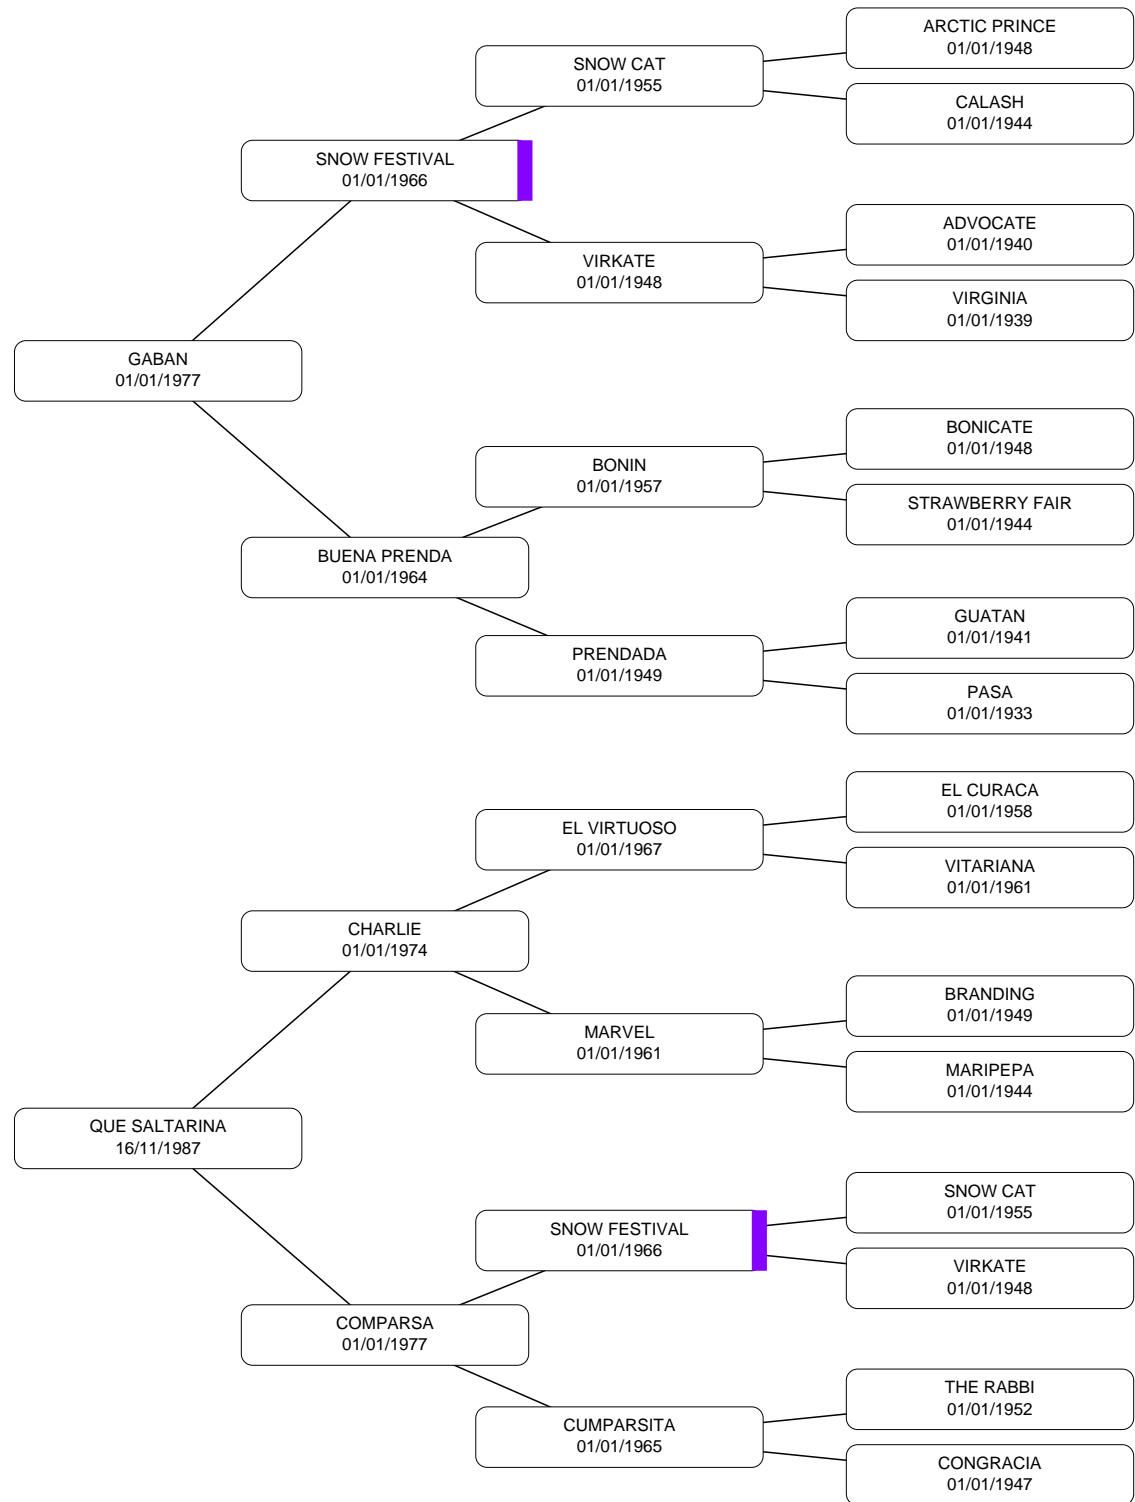 ARCTIC PRINCE
01/01/1948
SNOW CAT
01/01/1955
CALASH
01/01/1944
SNOW FESTIVAL
01/01/1966
ADVOCATE
01/01/1940
VIRKATE
01/01/1948
VIRGINIA
01/01/1939
GABAN
01/01/1977
BONICATE
01/01/1948
BONIN
01/01/1957
STRAWBERRY FAIR
01/01/1944
BUENA PRENDA
01/01/1964
GUATAN
01/01/1941
PRENDADA
01/01/1949
PASA
01/01/1933
EL CURACA
01/01/1958
EL VIRTUOSO
01/01/1967
VITARIANA
01/01/1961
CHARLIE
01/01/1974
BRANDING
01/01/1949
MARVEL
01/01/1961
MARIPEPA
01/01/1944
QUE SALTARINA
16/11/1987
SNOW CAT
01/01/1955
SNOW FESTIVAL
01/01/1966
VIRKATE
01/01/1948
COMPARSA
01/01/1977
THE RABBI
01/01/1952
CUMPARSITA
01/01/1965
CONGRACIA
01/01/1947